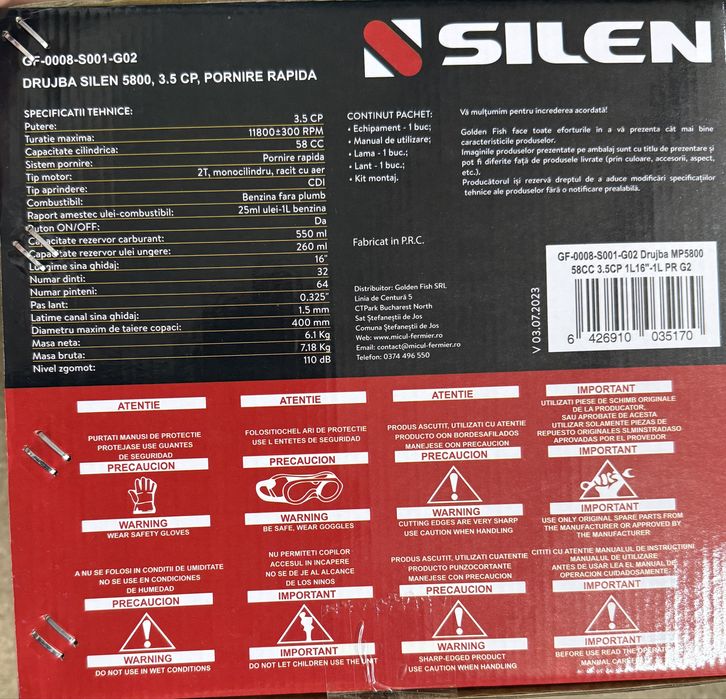 SILEN
GF-0008-S001-G02
DRUJBA SILEN 5800, 3.5 CP, PORNIRE RAPIDA
SPECIFICATII TEHNICE:
Putere: 3.5 CP
Turatie maxima: 11800±300 RPM
Capacitate cilindrica: 58 CC
Sistem pornire: Pornire rapida
Tip motor: 2T, monocilindru, racit cu aer
Tip aprindere: CDI
Combustibil: Benzina fara plumb
Raport amestec ulei-combustibil: 25ml ulei-1L benzina
Buton ON/OFF: Da
Capacitate rezervor carburant: 550 ml
Capacitate rezervor ulei ungere: 260 ml
Lungime sina ghidaj: 16"
Numar dinti: 32
Numar pinteni: 64
Pas lant: 0.325"
Latime canal sina ghidaj: 1.5 mm
Diametru maxim de taiere copaci: 400 mm
Masa neta: 6.1 Kg
Masa bruta: 7.18 Kg
Nivel zgomot: 110 dB
CONTINUT PACHET:
• Echipament - 1 buc;
• Manual de utilizare;
• Lama - 1 buc.;
• Lant - 1 buc.;
• Kit montaj.
Fabricat in P.R.C.
Distribuitor: Golden Fish SRL
Linia de Centură 5
CTPark Bucharest North
Sat Ștefaneștii de Jos
Comuna Ștefaneștii de Jos
Web: www.micul-fermier.ro
Email: contact@micul-fermier.ro
Telefon: 0374 496 550
Vă mulțumim pentru increderea acordată!
Golden Fish face toate eforturile in a vă prezenta cât mai bine
caracteristicile produselor.
Imaginile produselor prezentate pe ambalaj sunt cu titlu de prezentare și
pot fi diferite față de produsele livrate (prin culoare, accesorii, aspect,
etc.).
Producătorul iși rezervă dreptul de a aduce modificări specificațiilor
tehnice ale produselor fără o notificare prealabilă.
V 03.07.2023
GF-0008-S001-G02 Drujba MP5800
58CC 3.5CP 1L16"-1L PR G2
6 426910 035170
ATENTIE
PURTATI MANUSI DE PROTECTIE
PROTEJASE USE GUANTES
DE SEGURIDAD
PRECAUCION
WARNING
WEAR SAFETY GLOVES
ATENTIE
FOLOSITIOCHEL ARI DE PROTECTIE
USE L ENTETES DE SEGURIDAD
PRECAUCION
WARNING
BE SAFE, WEAR GOGGLES
ATENTIE
PRODUS ASCUTIT, UTILIZATI CU ATENTIE
PRODUCTO OON BORDESAFILADOS
MANEJESE OON PRECAUCION
PRECAUCION
WARNING
CUTTING EDGES ARE VERY SHARP
USE CAUTION WHEN HANDLING
IMPORTANT
UTILIZATI PIESE DE SCHIMB ORIGINALE
DE LA PRODUCATOR,
SAU APROBATE DE ACESTA
UTILIZAR SOLAMENTE PIEZAS DE
REPUESTO ORIGINALES SLMINSTRADASO
APROVADAS POR EL PROVEDOR
IMPORTANT
IMPORTANT
USE ONLY ORIGINAL SPARE PARTS FROM
THE MANUFACTURER OR APPROVED BY
THE MANUFACTURER
A NU SE FOLOSI IN CONDITII DE UMIDITATE
NO SE USE EN CONDICIONES
DE HUMEDAD
PRECAUCION
WARNING
DO NOT USE IN WET CONDITIONS
NU PERMITETI COPIILOR
ACCESUL IN INCAPERE
NO SE DE JE AL ALCANCE
DE LOS NINOS
IMPORTANT
IMPORTANT
DO NOT LET CHILDREN USE THE UNIT
PRODUS ASCUTIT, UTILIZATI CUATENTIE
PRODUCTO PUNZOCORTANTE
MANEJESE CON PRECAUCION
PRECAUCION
WARNING
SHARP-EDGED PRODUCT
USE CAUTION WHEN HANDLING
CITITI CU ATENTIE MANUALUL DE INSTRUCTIUNI
MANUALUL DE UTILIZARE
ANTES DE USAR LEA EL MANUAL DE
OPERACION CUIDADOSAMENTE.
IMPORTANT
WARNING
BEFORE USE READ THE OPERATING
MANUAL